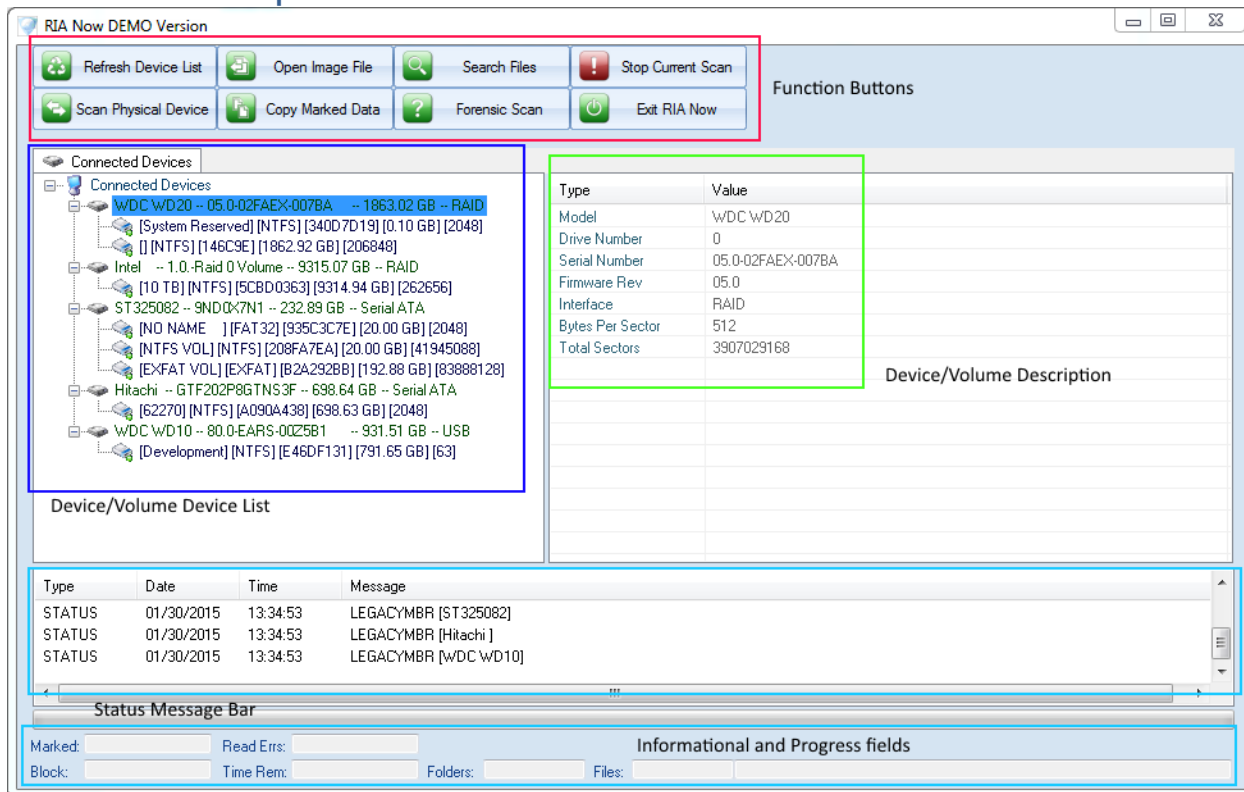 RIA Now DEMO Version
Refresh Device List Open Image File Search Files Stop Current Scan
Function Buttons
Scan Physical Device Copy Marked Data Forensic Scan Exit RIA Now
Connected Devices
Connected Devices
WDC WD20 -- 05.0-02FAEX-007BA -- 1863.02 GB -- RAID
[System Reserved] [NTFS] [340D7D19] [0.10 GB] [2048]
[] [NTFS] [146C9E] [1862.92 GB] [206848]
Intel -- 1.0.-Raid 0 Volume -- 9315.07 GB -- RAID
[10 TB] [NTFS] [5CBD0363] [9314.94 GB] [262656]
ST325082 -- 9ND0X7N1 -- 232.89 GB -- Serial ATA
[NO NAME ] [FAT32] [935C3C7E] [20.00 GB] [2048]
[NTFS VOL] [NTFS] [208FA7EA] [20.00 GB] [41945088]
[EXFAT VOL] [EXFAT] [B2A292BB] [192.88 GB] [83888128]
Hitachi -- GTF202P8GTNS3F -- 698.64 GB -- Serial ATA
[62270] [NTFS] [A090A438] [698.63 GB] [2048]
WDC WD10 -- 80.0-EARS-00Z5B1 -- 931.51 GB -- USB
[Development] [NTFS] [E46DF131] [791.65 GB] [63]
Device/Volume Device List
Type Value
Model WDC WD20
Drive Number 0
Serial Number 05.0-02FAEX-007BA
Firmware Rev 05.0
Interface RAID
Bytes Per Sector 512
Total Sectors 3907029168
Device/Volume Description
Type Date Time Message
STATUS 01/30/2015 13:34:53 LEGACYMBR [ST325082]
STATUS 01/30/2015 13:34:53 LEGACYMBR [Hitachi ]
STATUS 01/30/2015 13:34:53 LEGACYMBR [WDC WD10]
Status Message Bar
Marked: Read Errs: Informational and Progress fields
Block: Time Rem: Folders: Files: